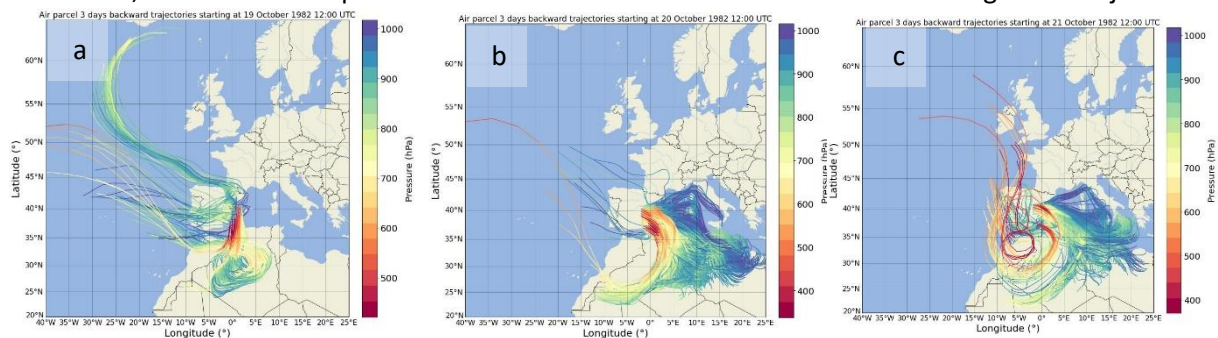 Air parcel 3 days backward trajectories starting at 19 October 1982 12:00 UTC
a
60°N
55°N
50°N
45°N
40°N
35°N
30°N
25°N
20°N
40°W 35°W 30°W 25°W 20°W 15°W 10°W 5°W 0° 5°E 10°E 15°E 20°E 25°E
Latitude (°)
Longitude (°)
1000
900
800
700
600
500
Pressure (hPa)
Air parcel 3 days backward trajectories starting at 20 October 1982 12:00 UTC
b
60°N
55°N
50°N
45°N
40°N
35°N
30°N
25°N
20°N
40°W 35°W 30°W 25°W 20°W 15°W 10°W 5°W 0° 5°E 10°E 15°E 20°E 25°E
Latitude (°)
Longitude (°)
1000
900
800
700
600
500
400
Pressure (hPa)
Air parcel 3 days backward trajectories starting at 21 October 1982 12:00 UTC
c
60°N
55°N
50°N
45°N
40°N
35°N
30°N
25°N
20°N
40°W 35°W 30°W 25°W 20°W 15°W 10°W 5°W 0° 5°E 10°E 15°E 20°E 25°E
Latitude (°)
Longitude (°)
1000
900
800
700
600
500
400
Pressure (hPa)